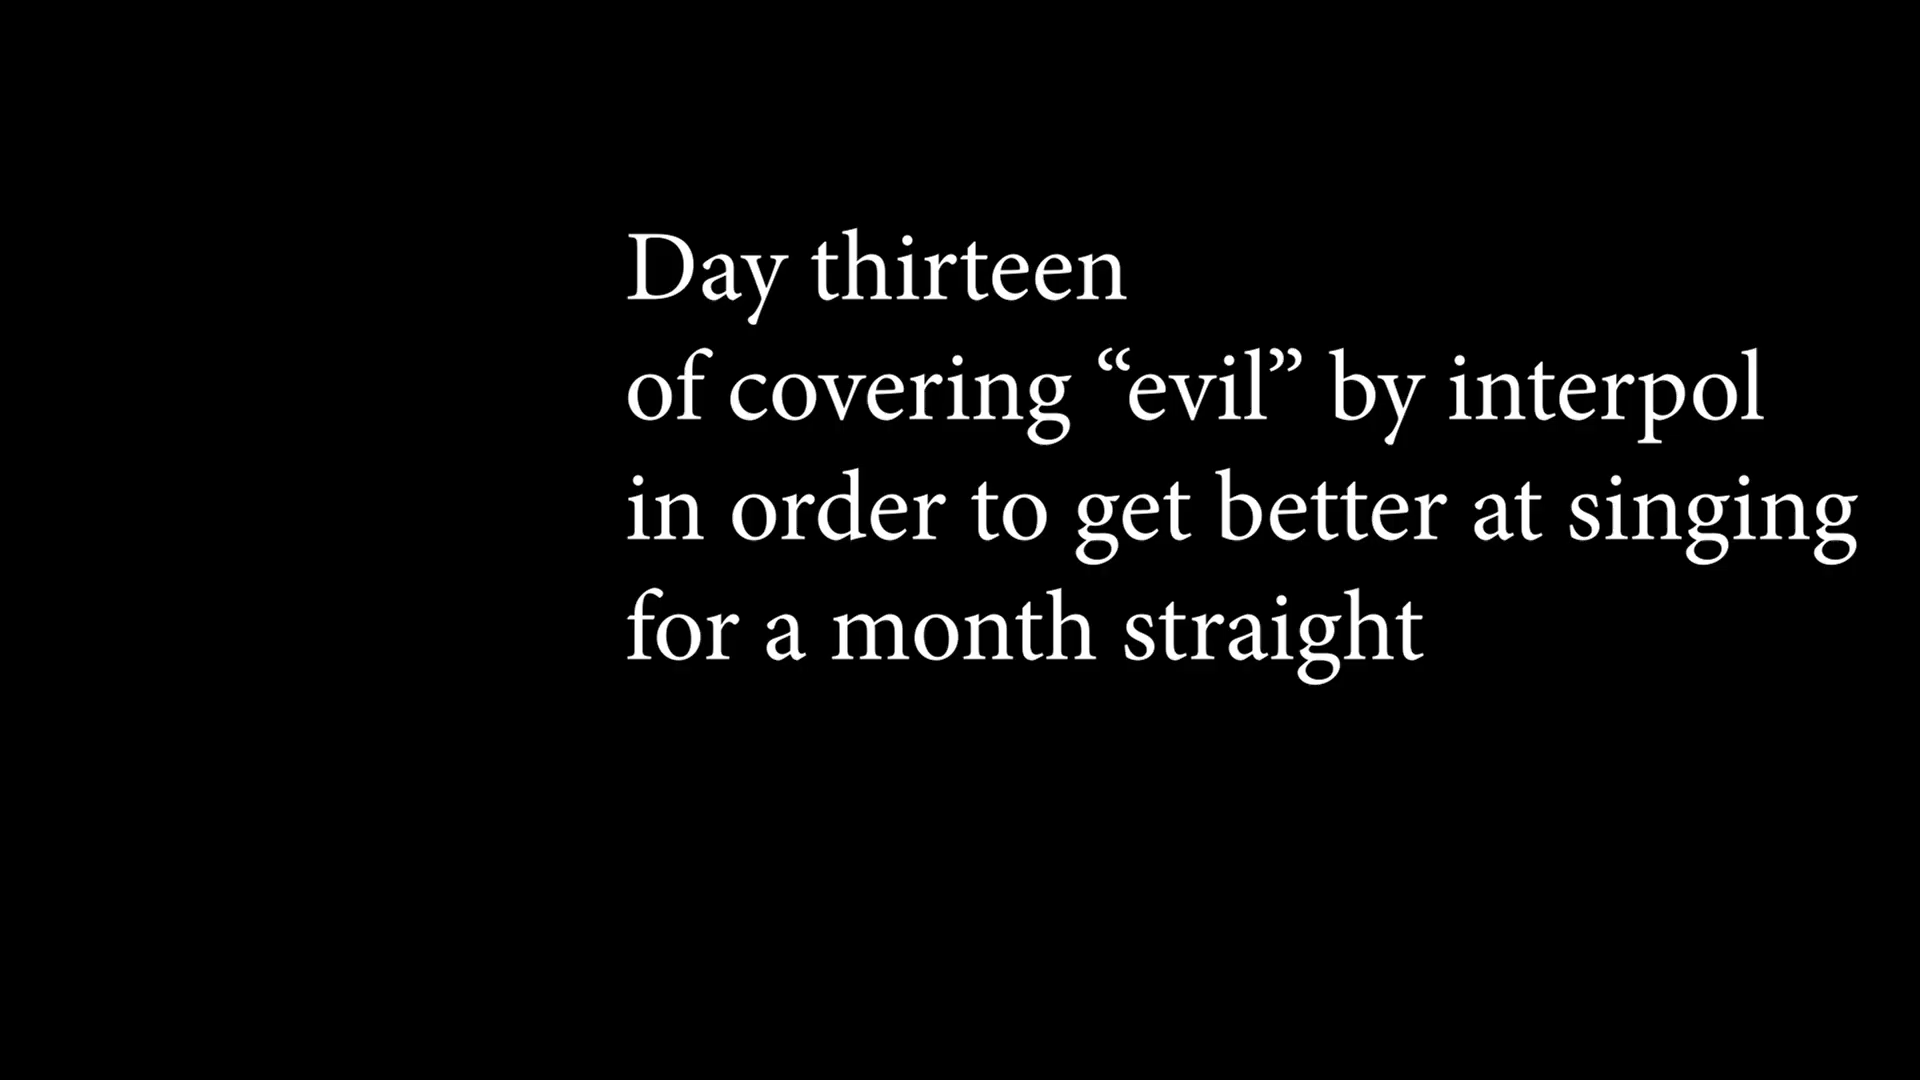 Day thirteen
of covering “evil” by interpol
in order to get better at singing
for a month straight